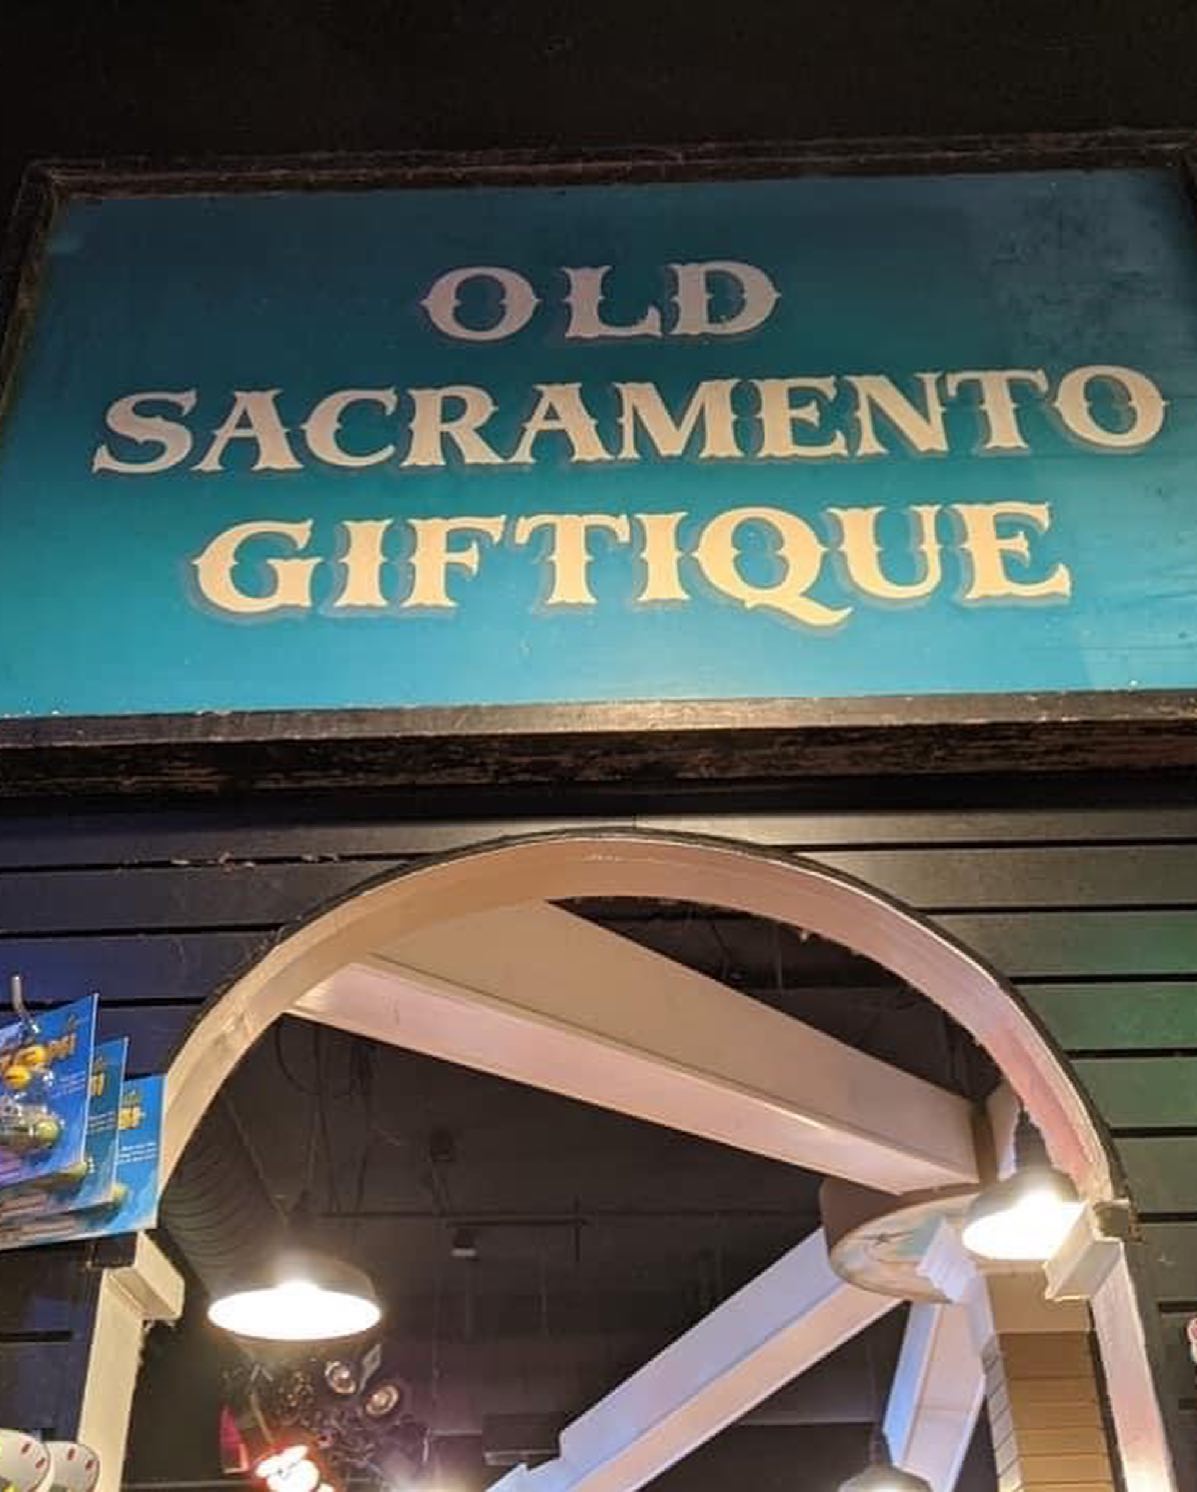 OLD
SACRAMENTO
GIFTIQUE